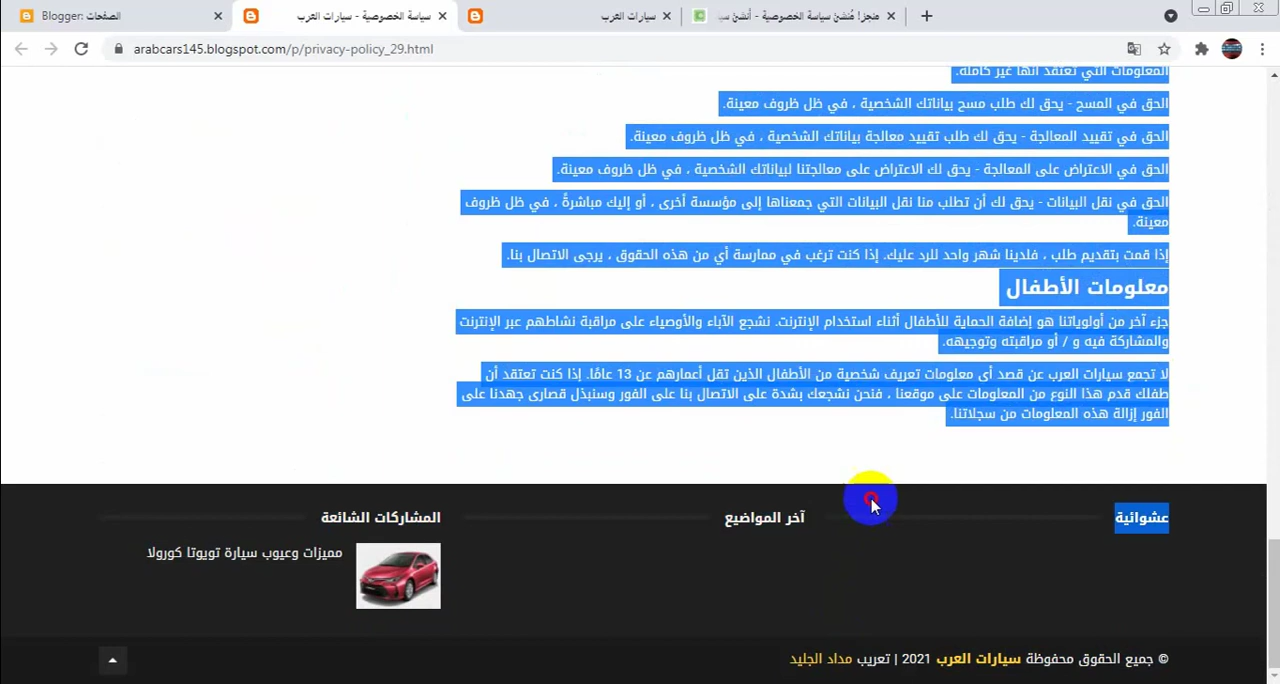 Blogger: الصفحات
سياسة الخصوصية - سيارات العرب
سيارات العرب
منجز! مُنشئ سياسة الخصوصية - أنشئ سيا
arabcars145.blogspot.com/p/privacy-policy_29.html
المعلومات التي تعتقد أنها غير كاملة.
الحق في المسح - يحق لك طلب مسح بياناتك الشخصية ، في ظل ظروف معينة.
الحق في تقييد المعالجة - يحق لك طلب تقييد معالجة بياناتك الشخصية ، في ظل ظروف معينة.
الحق في الاعتراض على المعالجة - يحق لك الاعتراض على معالجتنا لبياناتك الشخصية ، في ظل ظروف معينة.
الحق في نقل البيانات - يحق لك أن تطلب منا نقل البيانات التي جمعناها إلى مؤسسة أخرى ، أو إليك مباشرةً ، في ظل ظروف
معينة.
إذا قمت بتقديم طلب ، فلدينا شهر واحد للرد عليك. إذا كنت ترغب في ممارسة أي من هذه الحقوق ، يرجى الاتصال بنا.
معلومات الأطفال
جزء آخر من أولوياتنا هو إضافة الحماية للأطفال أثناء استخدام الإنترنت. نشجع الآباء والأوصياء على مراقبة نشاطهم عبر الإنترنت
والمشاركة فيه و / أو مراقبته وتوجيهه.
لا تجمع سيارات العرب عن قصد أي معلومات تعريف شخصية من الأطفال الذين تقل أعمارهم عن 13 عامًا. إذا كنت تعتقد أن
طفلك قدم هذا النوع من المعلومات على موقعنا ، فنحن نشجعك بشدة على الاتصال بنا على الفور وسنبذل قصارى جهدنا على
الفور إزالة هذه المعلومات من سجلاتنا.
عشوائية
آخر المواضيع
المشاركات الشائعة
مميزات وعيوب سيارة تويوتا كورولا
© جميع الحقوق محفوظة سيارات العرب 2021 | تعريب مداد الجليد